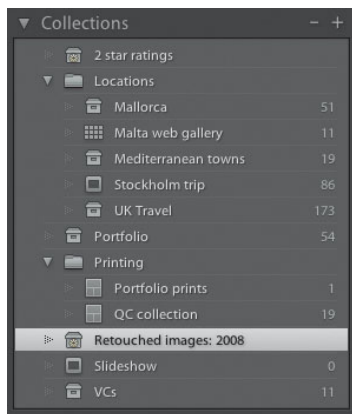 Collections - +
2 star ratings
Locations
Mallorca 51
Malta web gallery 11
Mediterranean towns 19
Stockholm trip 86
UK Travel 173
Portfolio 54
Printing
Portfolio prints 1
QC collection 19
Retouched images: 2008
Slideshow 0
VCs 11